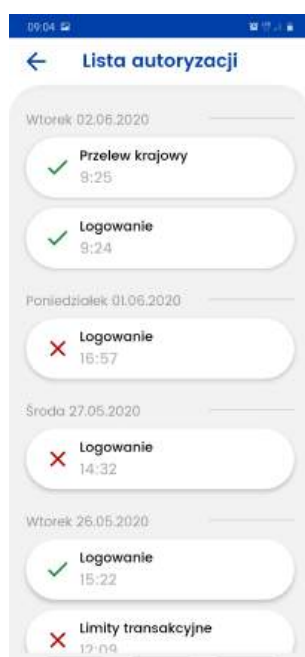 09:04
Lista autoryzacji
Wtorek 02.06.2020
Przelew krajowy
9:25
Logowanie
9:24
Poniedziałek 01.06.2020
Logowanie
16:57
Środa 27.05.2020
Logowanie
14:32
Wtorek 26.05.2020
Logowanie
15:22
Limity transakcyjne
12:09